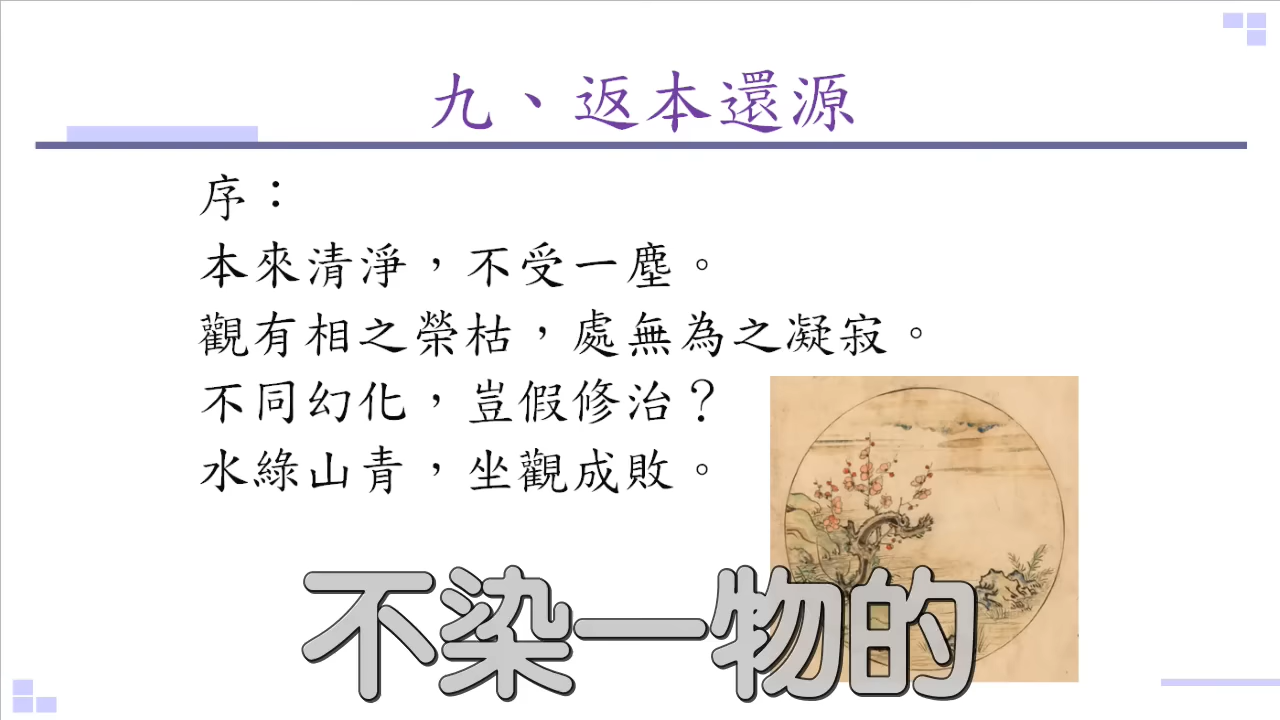 九、返本還源
序：
本來清淨，不受一塵。
觀有相之榮枯，處無為之凝寂。
不同幻化，豈假修治？
水綠山青，坐觀成敗。
不染一物的